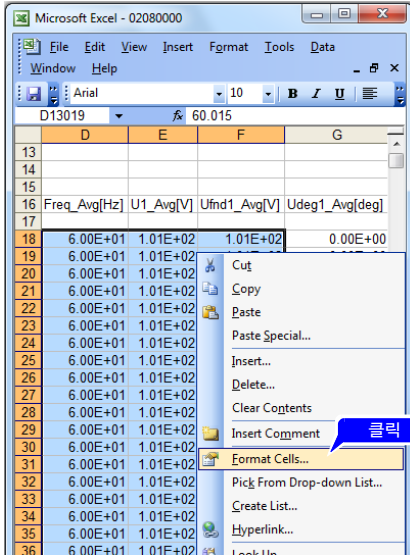 Microsoft Excel - 02080000
File Edit View Insert Format Tools Data
Window Help
Arial 10 B I U
D13019 fx 60.015
D E F G
13
14
15
16 Freq_Avg[Hz] U1_Avg[V] Ufnd1_Avg[V] Udeg1_Avg[deg]
17
18 6.00E+01 1.01E+02 1.01E+02 0.00E+00
19 6.00E+01 1.01E+02
20 6.00E+01 1.01E+02
21 6.00E+01 1.01E+02
22 6.00E+01 1.01E+02
23 6.00E+01 1.01E+02
24 6.00E+01 1.01E+02
25 6.00E+01 1.01E+02
26 6.00E+01 1.01E+02
27 6.00E+01 1.01E+02
28 6.00E+01 1.01E+02
29 6.00E+01 1.01E+02
30 6.00E+01 1.01E+02
31 6.00E+01 1.01E+02
32 6.00E+01 1.01E+02
33 6.00E+01 1.01E+02
34 6.00E+01 1.01E+02
35 6.00E+01 1.01E+02
36 6.00E+01 1.01E+02
Cut
Copy
Paste
Paste Special...
Insert...
Delete...
Clear Contents
Insert Comment
클릭
Format Cells...
Pick From Drop-down List...
Create List...
Hyperlink...
Look Up